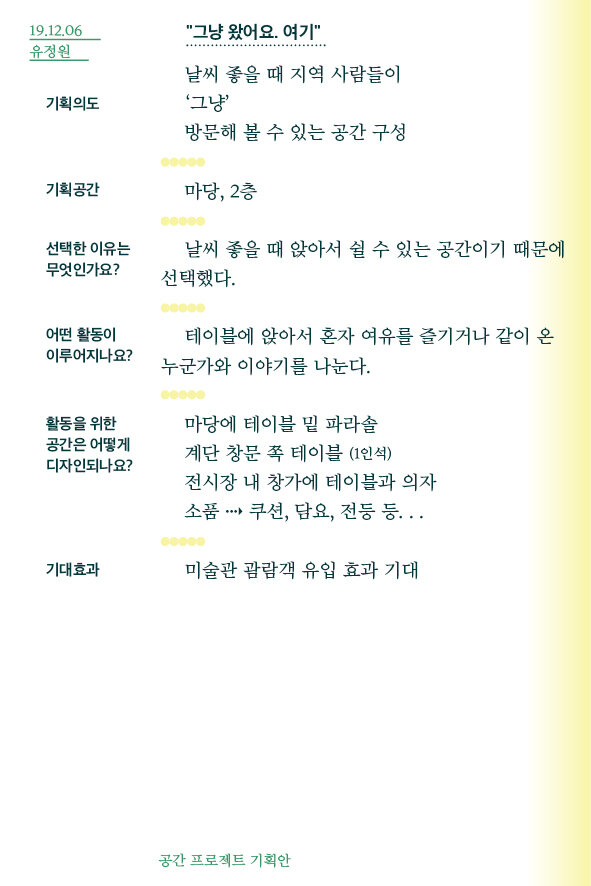 19.12.06
유정원
"그냥 왔어요. 여기"
기획의도
날씨 좋을 때 지역 사람들이
‘그냥’
방문해 볼 수 있는 공간 구성
기획공간
마당, 2층
선택한 이유는
무엇인가요?
날씨 좋을 때 앉아서 쉴 수 있는 공간이기 때문에
선택했다.
어떤 활동이
이루어지나요?
테이블에 앉아서 혼자 여유를 즐기거나 같이 온
누군가와 이야기를 나눈다.
활동을 위한
공간은 어떻게
디자인되나요?
마당에 테이블 밑 파라솔
계단 창문 쪽 테이블 (1인석)
전시장 내 창가에 테이블과 의자
소품 ⇢ 쿠션, 담요, 전등 등. . .
기대효과
미술관 괌람객 유입 효과 기대
공간 프로젝트 기획안